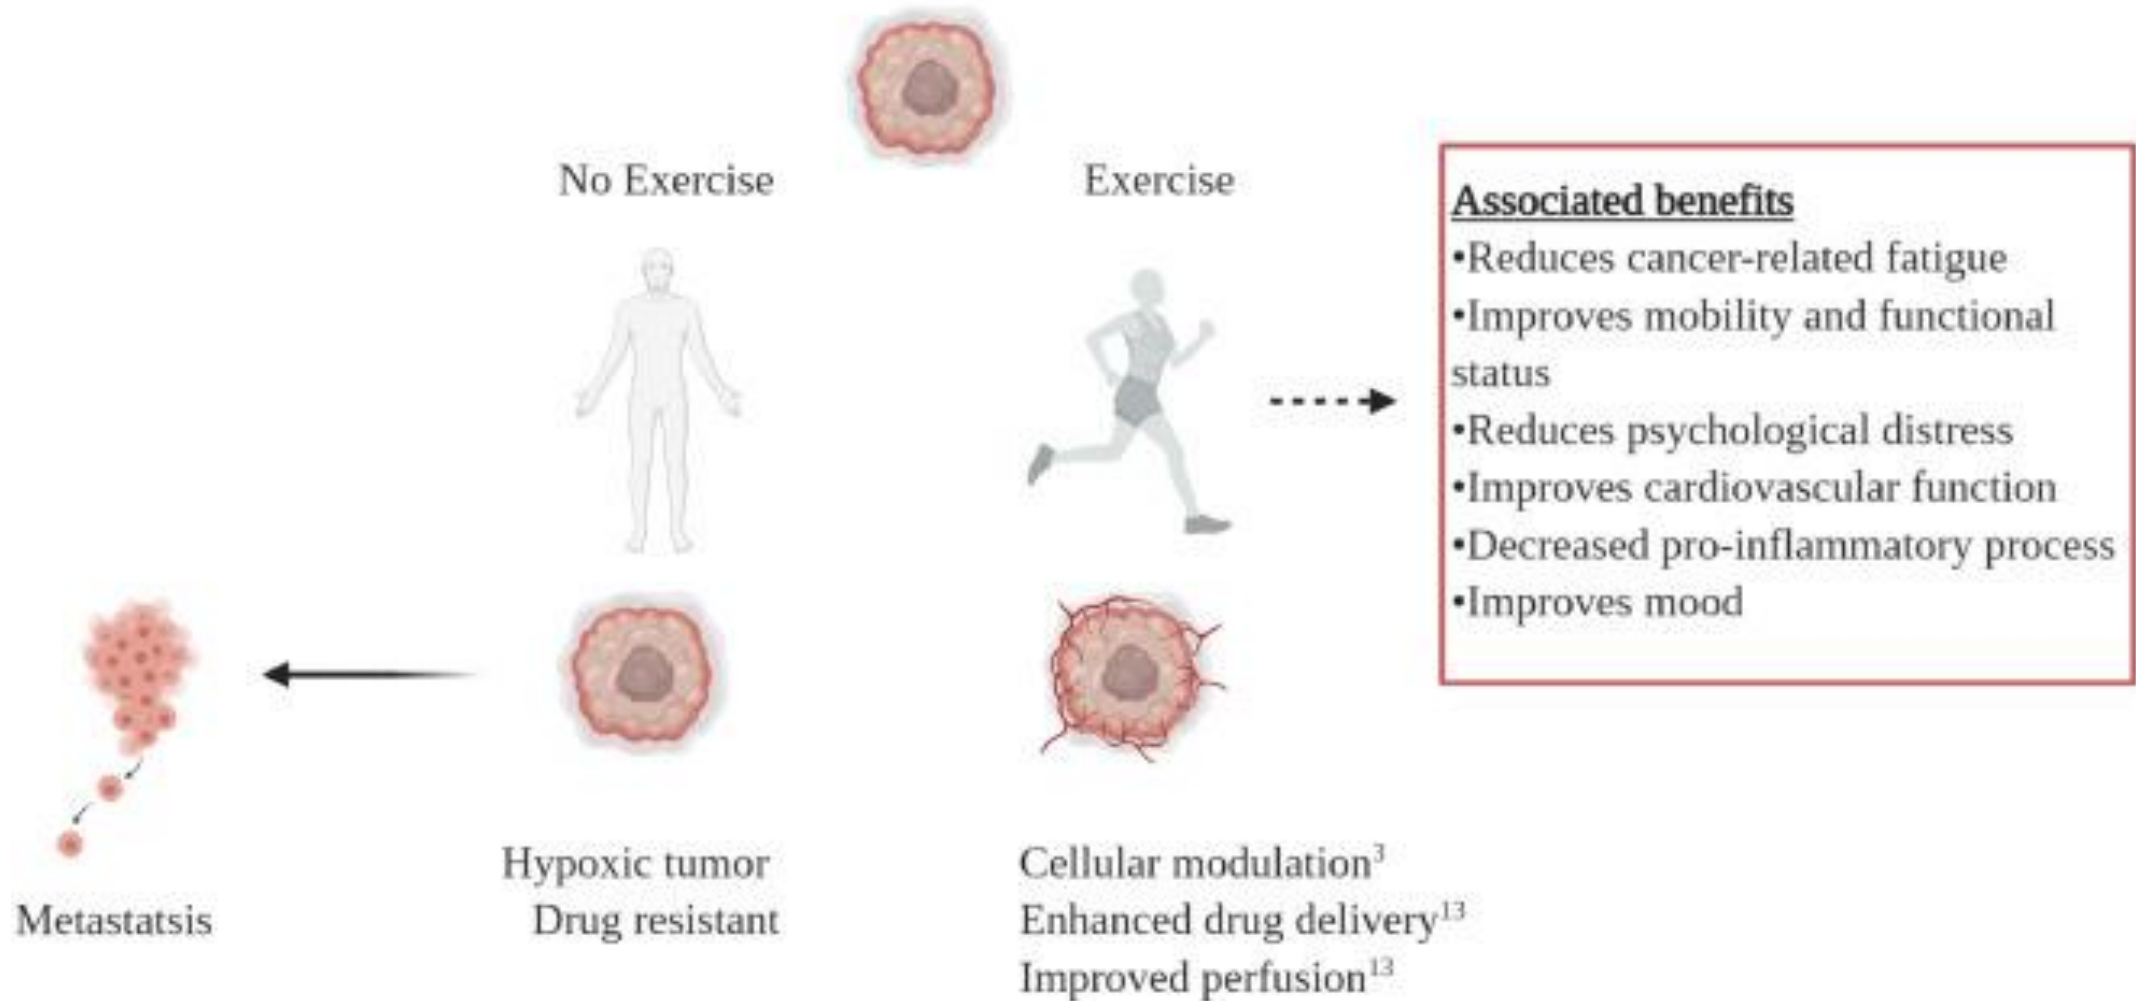 No Exercise
Exercise
Associated benefits
•Reduces cancer-related fatigue
•Improves mobility and functional
status
•Reduces psychological distress
•Improves cardiovascular function
•Decreased pro-inflammatory process
•Improves mood
Metastatsis
Hypoxic tumor
Drug resistant
Cellular modulation³
Enhanced drug delivery¹³
Improved perfusion¹³